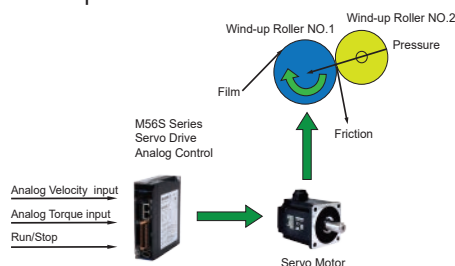 Wind-up Roller NO.2
Wind-up Roller NO.1
Pressure
Film
Friction
M56S Series
Servo Drive
Analog Control
Analog Velocity input
Analog Torque input
Run/Stop
Servo Motor